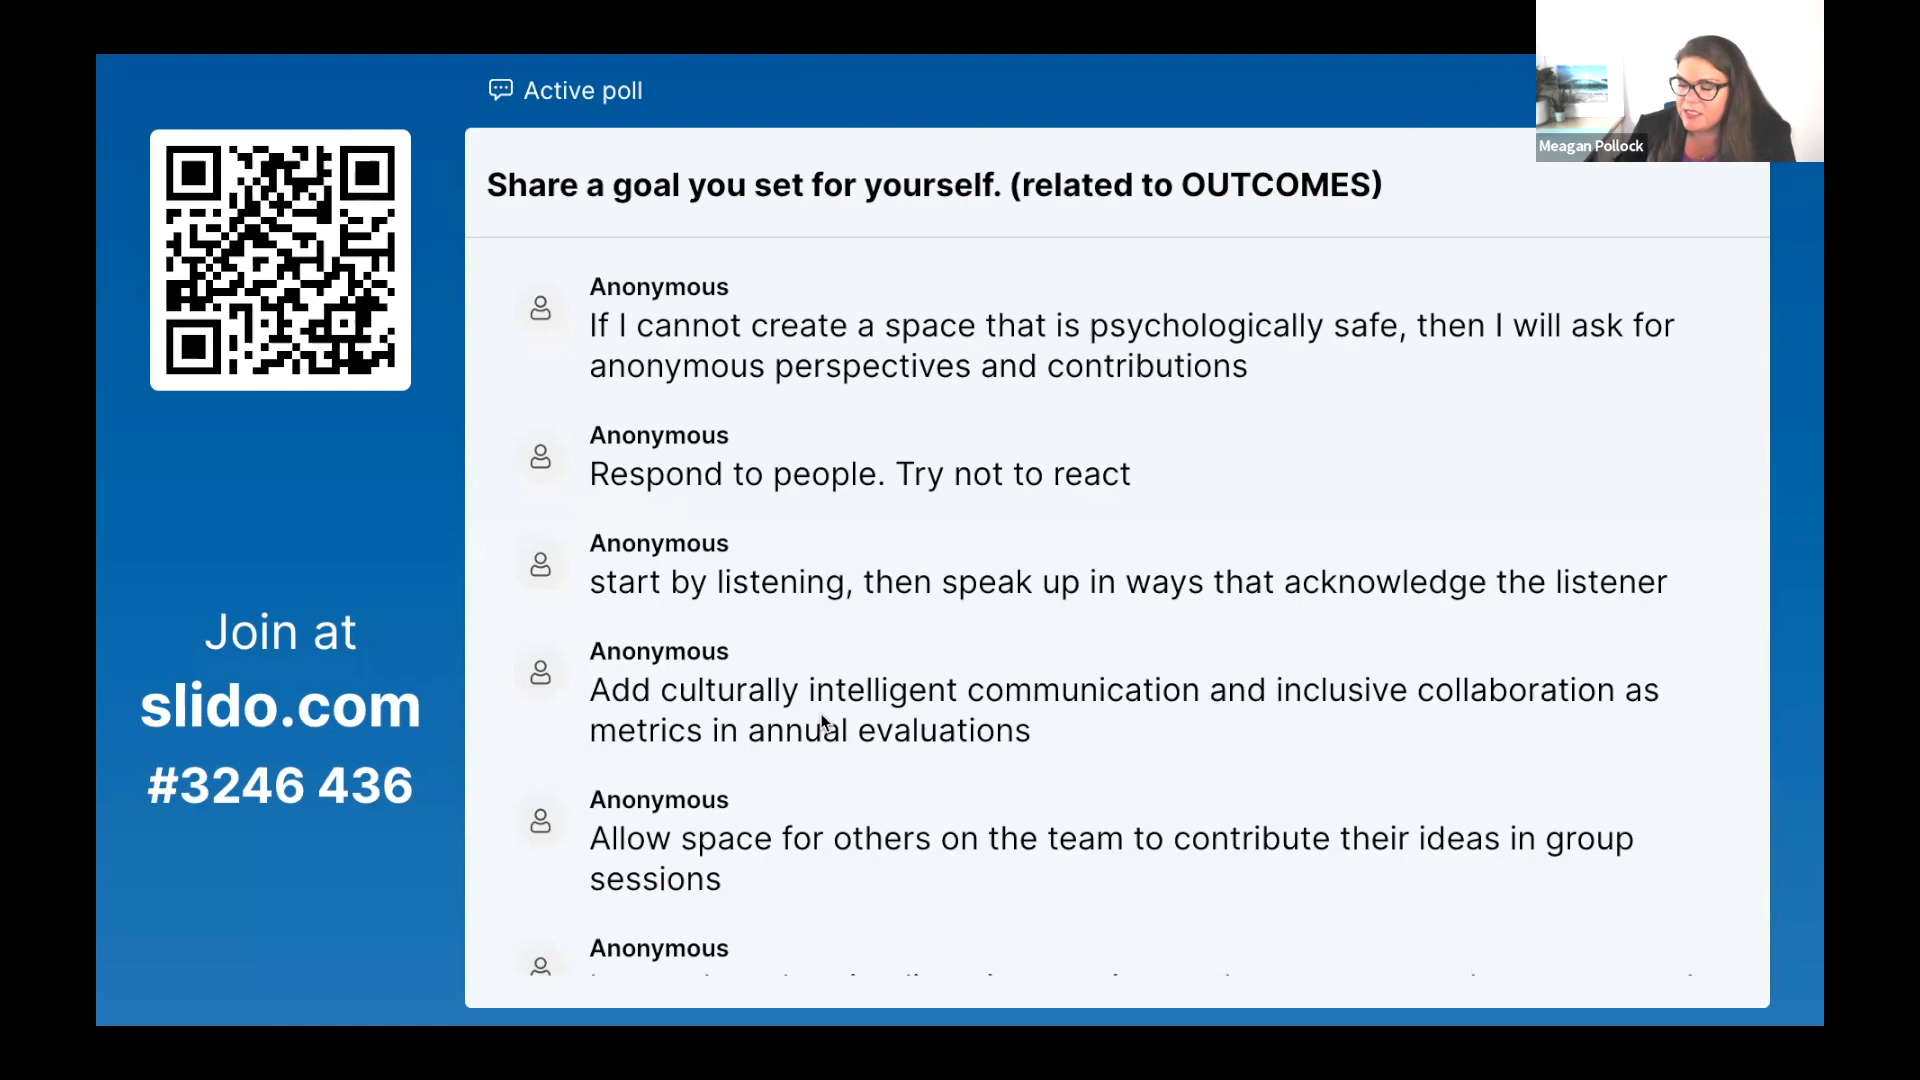 Active poll
Meagan Pollock
Share a goal you set for yourself. (related to OUTCOMES)
Anonymous
If I cannot create a space that is psychologically safe, then I will ask for
anonymous perspectives and contributions
Anonymous
Respond to people. Try not to react
Anonymous
start by listening, then speak up in ways that acknowledge the listener
Anonymous
Add culturally intelligent communication and inclusive collaboration as
metrics in annual evaluations
Anonymous
Allow space for others on the team to contribute their ideas in group
sessions
Anonymous
Join at
slido.com
#3246 436